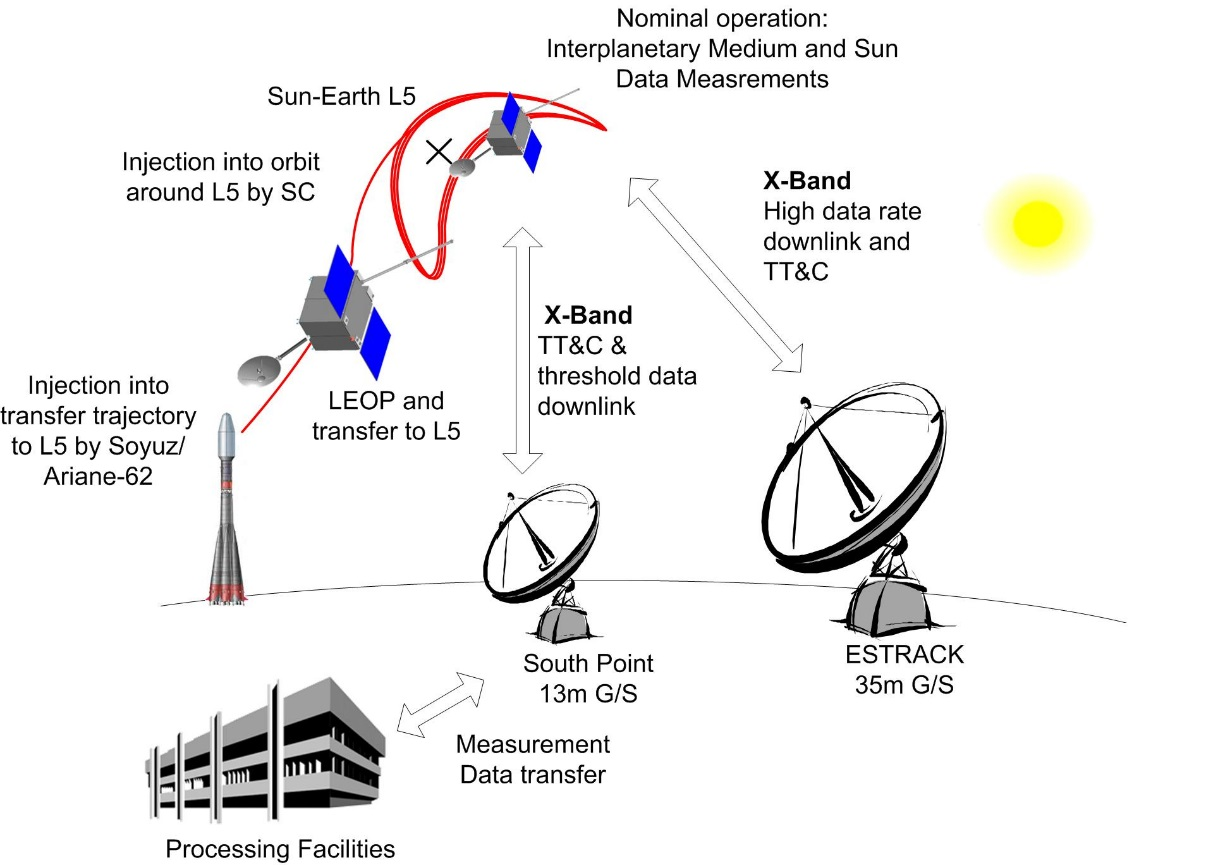 Nominal operation:
Interplanetary Medium and Sun
Data Measrements
Sun-Earth L5
Injection into orbit
around L5 by SC
X-Band
High data rate
downlink and
TT&C
X-Band
TT&C &
threshold data
downlink
Injection into
transfer trajectory
to L5 by Soyuz/
Ariane-62
LEOP and
transfer to L5
South Point
13m G/S
ESTRACK
35m G/S
Measurement
Data transfer
Processing Facilities